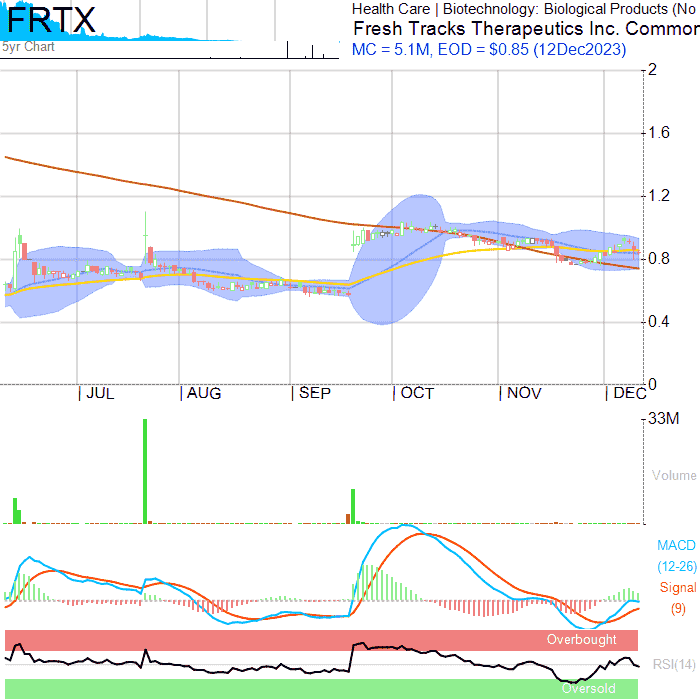 FRTX
5yr Chart
Health Care | Biotechnology: Biological Products (No
Fresh Tracks Therapeutics Inc. Common
MC = 5.1M, EOD = $0.85 (12Dec2023)
2
1.6
1.2
0.8
0.4
0
| JUL | AUG | SEP | OCT | NOV | DEC
33M
Volume
MACD
(12-26)
Signal
(9)
Overbought
RSI(14)
Oversold